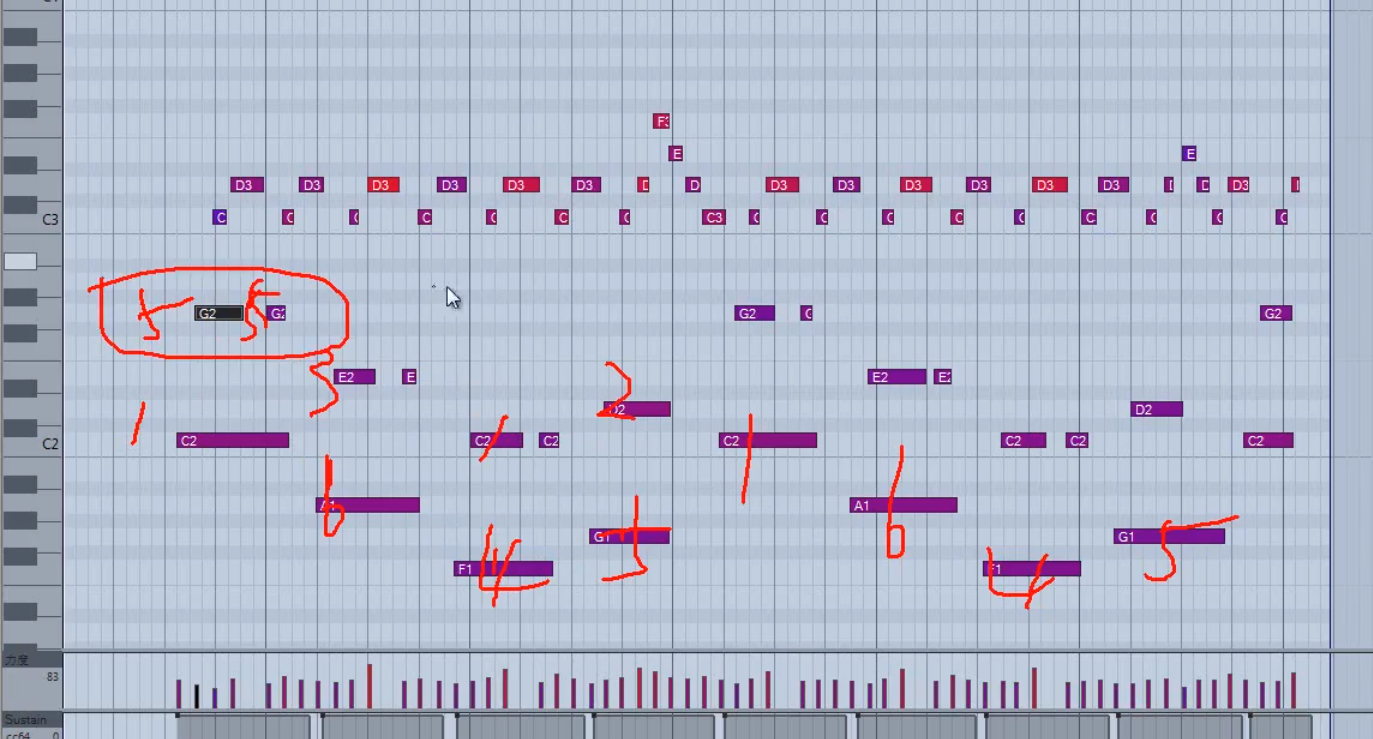 F3
E E
D3 D3 D3 D3 D3 D3 D D D3 D3 D3 D3 D3 D3 D D3
C3 C C C C C C C C3 C C C C C C C C C
5 G2 5 G2 G2 G2
3 E2 E E2 E2
2 D2 D2
1 C2 C2 1 C2 C2 C2 1 C2 C2 C2
6 A1 A1 6
G1 5 G1 5
F1 4 F1 4
力度
83
Sustain
cc64 0